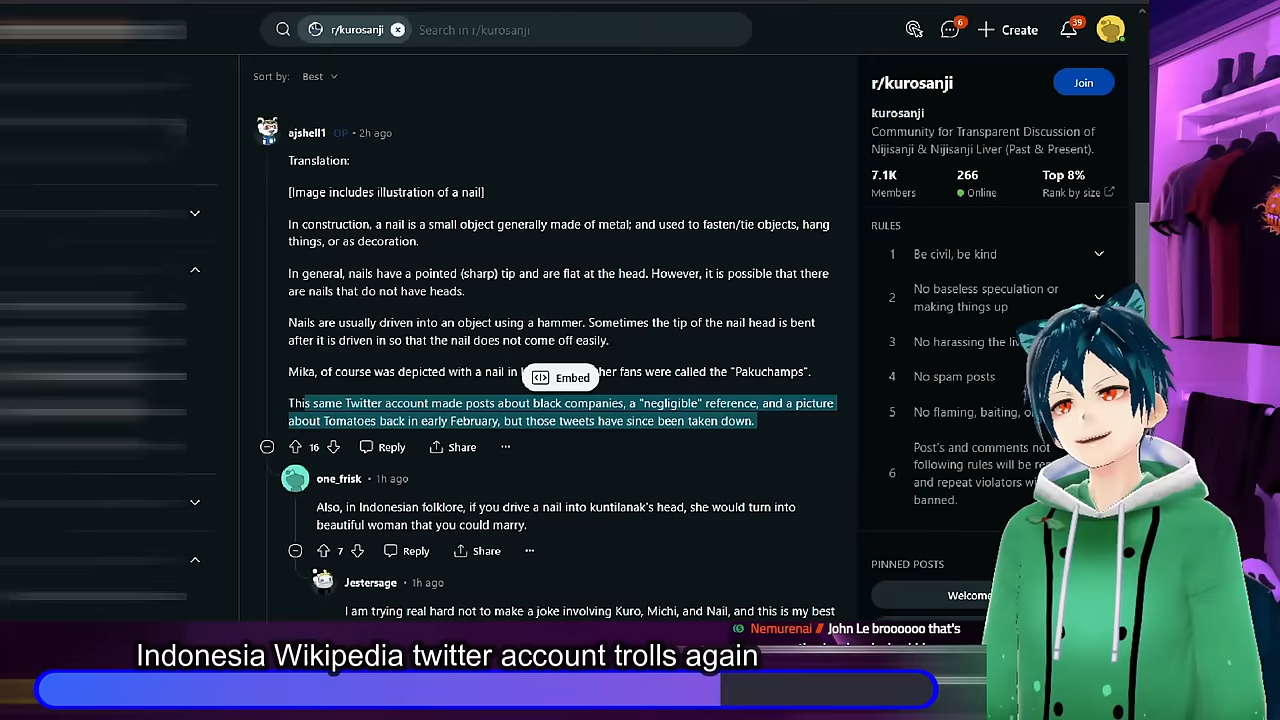 r/kurosanji
Search in r/kurosanji
6
Create
39
Sort by:
Best
ajshell1 OP • 2h ago
Translation:
[Image includes illustration of a nail]
In construction, a nail is a small object generally made of metal; and used to fasten/tie objects, hang
things, or as decoration.
In general, nails have a pointed (sharp) tip and are flat at the head. However, it is possible that there
are nails that do not have heads.
Nails are usually driven into an object using a hammer. Sometimes the tip of the nail head is bent
after it is driven in so that the nail does not come off easily.
Mika, of course was depicted with a nail in
her fans were called the "Pakuchamps".
Embed
This same Twitter account made posts about black companies, a "negligible" reference, and a picture
about Tomatoes back in early February, but those tweets have since been taken down.
16
Reply
Share
one_frisk • 1h ago
Also, in Indonesian folklore, if you drive a nail into kuntilanak's head, she would turn into
beautiful woman that you could marry.
7
Reply
Share
Jestersage • 1h ago
I am trying real hard not to make a joke involving Kuro, Michi, and Nail, and this is my best
r/kurosanji
Join
kurosanji
Community for Transparent Discussion of
Nijisanji & Nijisanji Liver (Past & Present).
7.1K
266
Top 8%
Members
Online
Rank by size
RULES
1 Be civil, be kind
2 No baseless speculation or
making things up
3 No harassing the
4 No spam posts
5 No flaming, baiting,
6 Post's and comments not
following rules will be
and repeat violators
banned.
PINNED POSTS
Welcome
Nemurenai // John Le broooooo that's
Indonesia Wikipedia twitter account trolls again